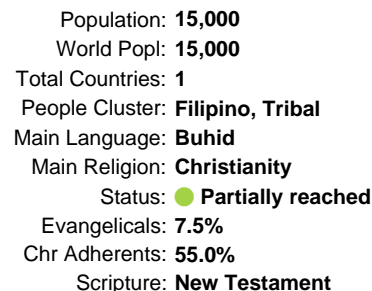 Population: 15,000
World Popl: 15,000
Total Countries: 1
People Cluster: Filipino, Tribal
Main Language: Buhid
Main Religion: Christianity
Status: Partially reached
Evangelicals: 7.5%
Chr Adherents: 55.0%
Scripture: New Testament